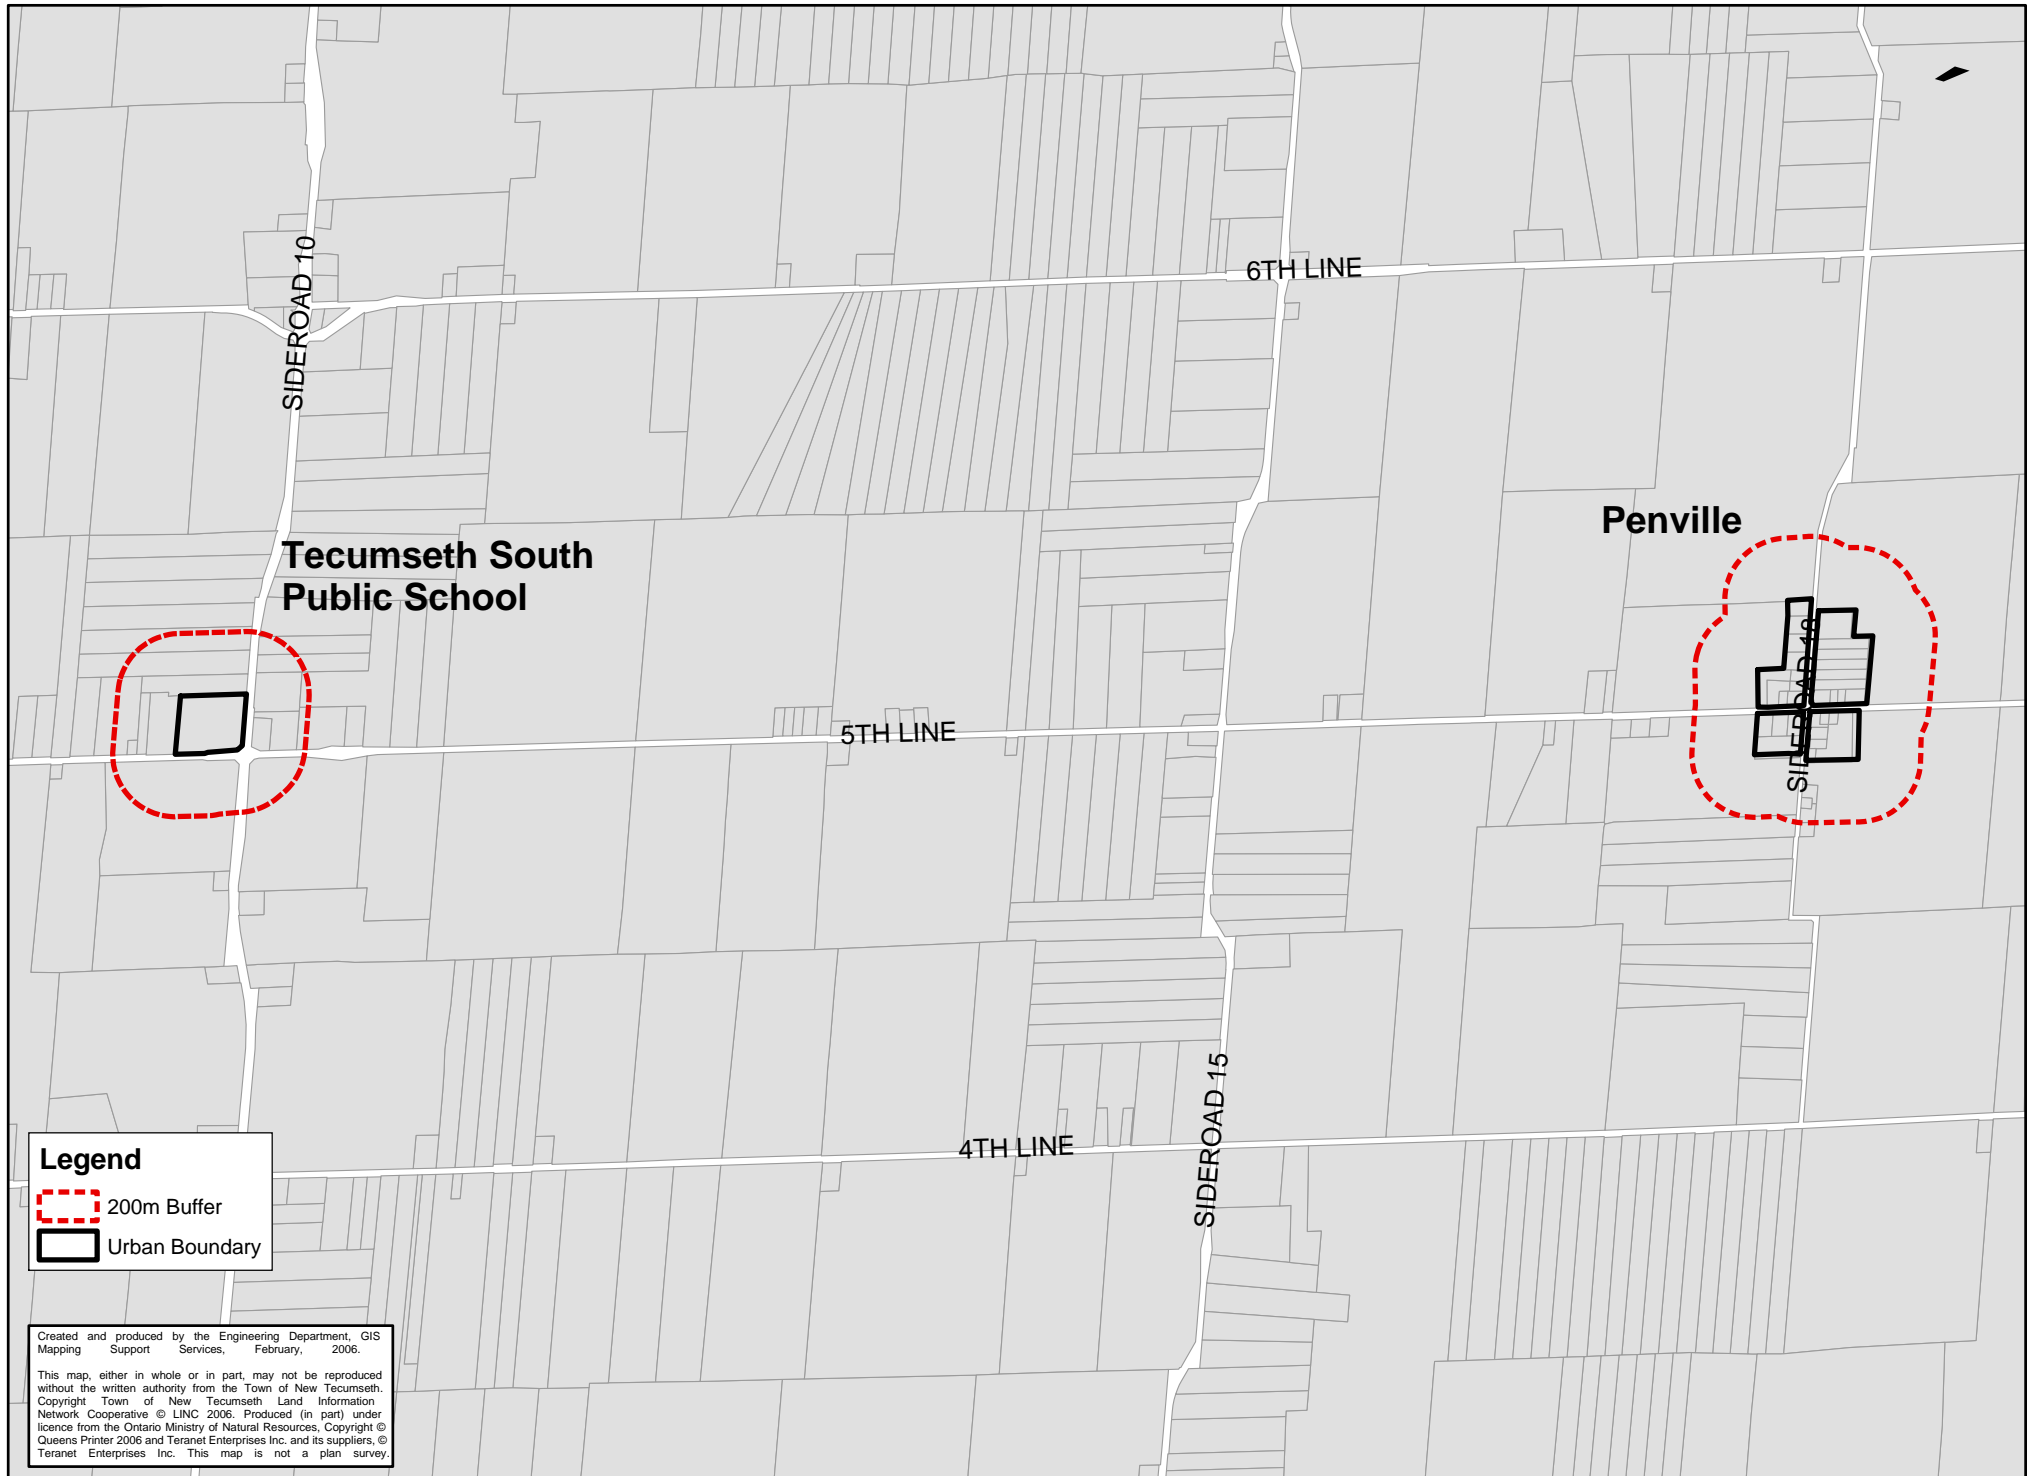 SIDEROAD 10
6TH LINE
Penville
Tecumseth South
Public School
SIDEROAD 18
5TH LINE
SIDEROAD 15
4TH LINE
Legend
200m Buffer
Urban Boundary
Created and produced by the Engineering Department, GIS
Mapping Support Services, February, 2006.
This map, either in whole or in part, may not be reproduced
without the written authority from the Town of New Tecumseth.
Copyright Town of New Tecumseth Land Information
Network Cooperative © LINC 2006. Produced (in part) under
licence from the Ontario Ministry of Natural Resources, Copyright ©
Queens Printer 2006 and Teranet Enterprises Inc. and its suppliers, ©
Teranet Enterprises Inc. This map is not a plan survey.